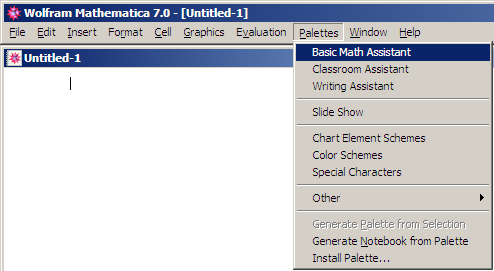 Wolfram Mathematica 7.0 - [Untitled-1]
File Edit Insert Format Cell Graphics Evaluation Palettes Window Help
Untitled-1
Basic Math Assistant
Classroom Assistant
Writing Assistant
Slide Show
Chart Element Schemes
Color Schemes
Special Characters
Other
Generate Palette from Selection
Generate Notebook from Palette
Install Palette...